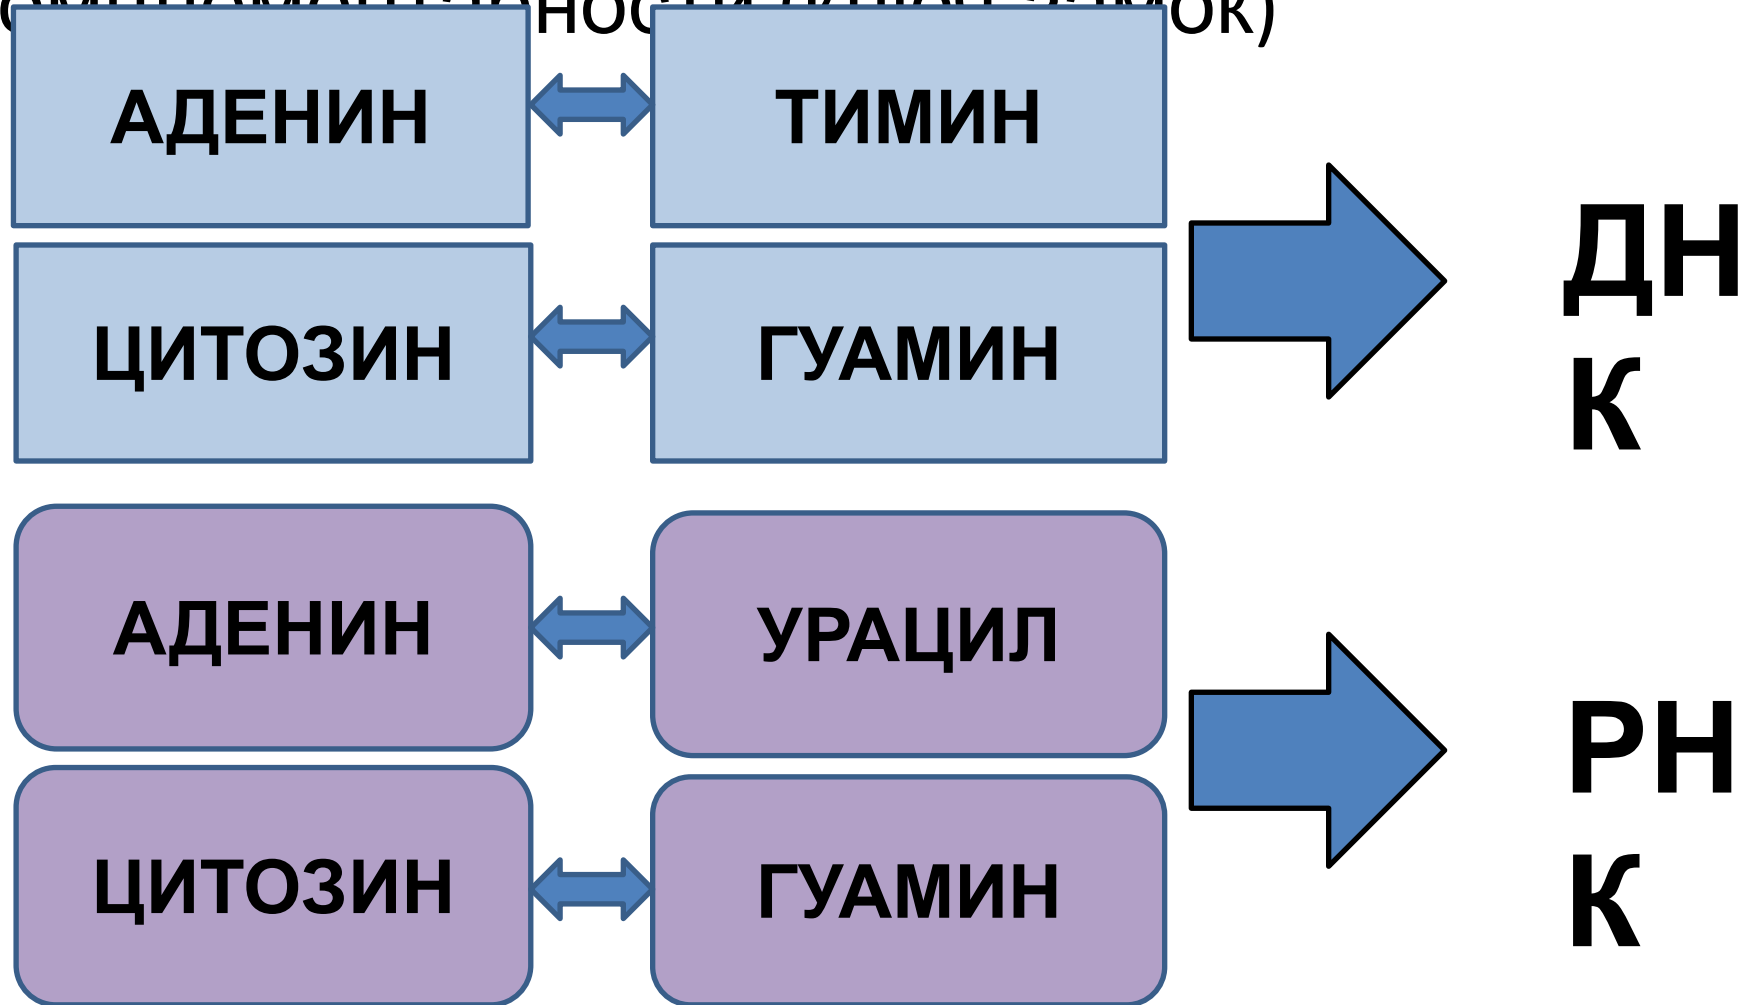 АДЕНИН
ТИМИН
ЦИТОЗИН
ГУАМИН
ДН
К
АДЕНИН
УРАЦИЛ
ЦИТОЗИН
ГУАМИН
РН
К